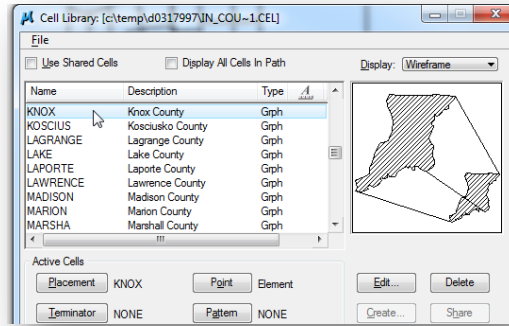 Cell Library: [c:\temp\d0317997\IN_COU~1.CEL]
File
Use Shared Cells Display All Cells In Path Display: Wireframe
Name Description Type
KNOX Knox County Grph
KOSCIUS Kosciusko County Grph
LAGRANGE Lagrange County Grph
LAKE Lake County Grph
LAPORTE Laporte County Grph
LAWRENCE Lawrence County Grph
MADISON Madison County Grph
MARION Marion County Grph
MARSHA Marshall County Grph
Active Cells
Placement KNOX Point Element Edit... Delete
Terminator NONE Pattern NONE Create... Share